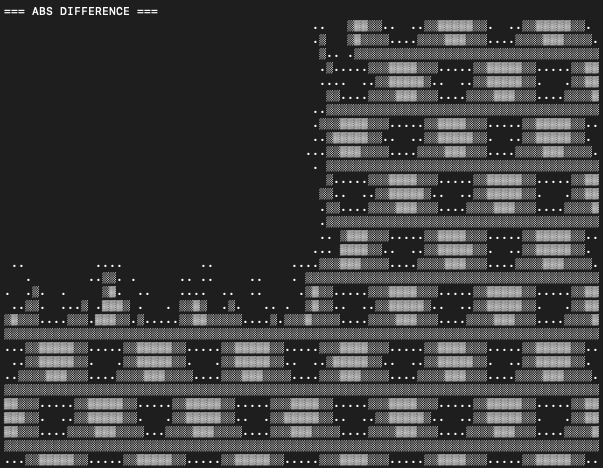 === ABS DIFFERENCE ===